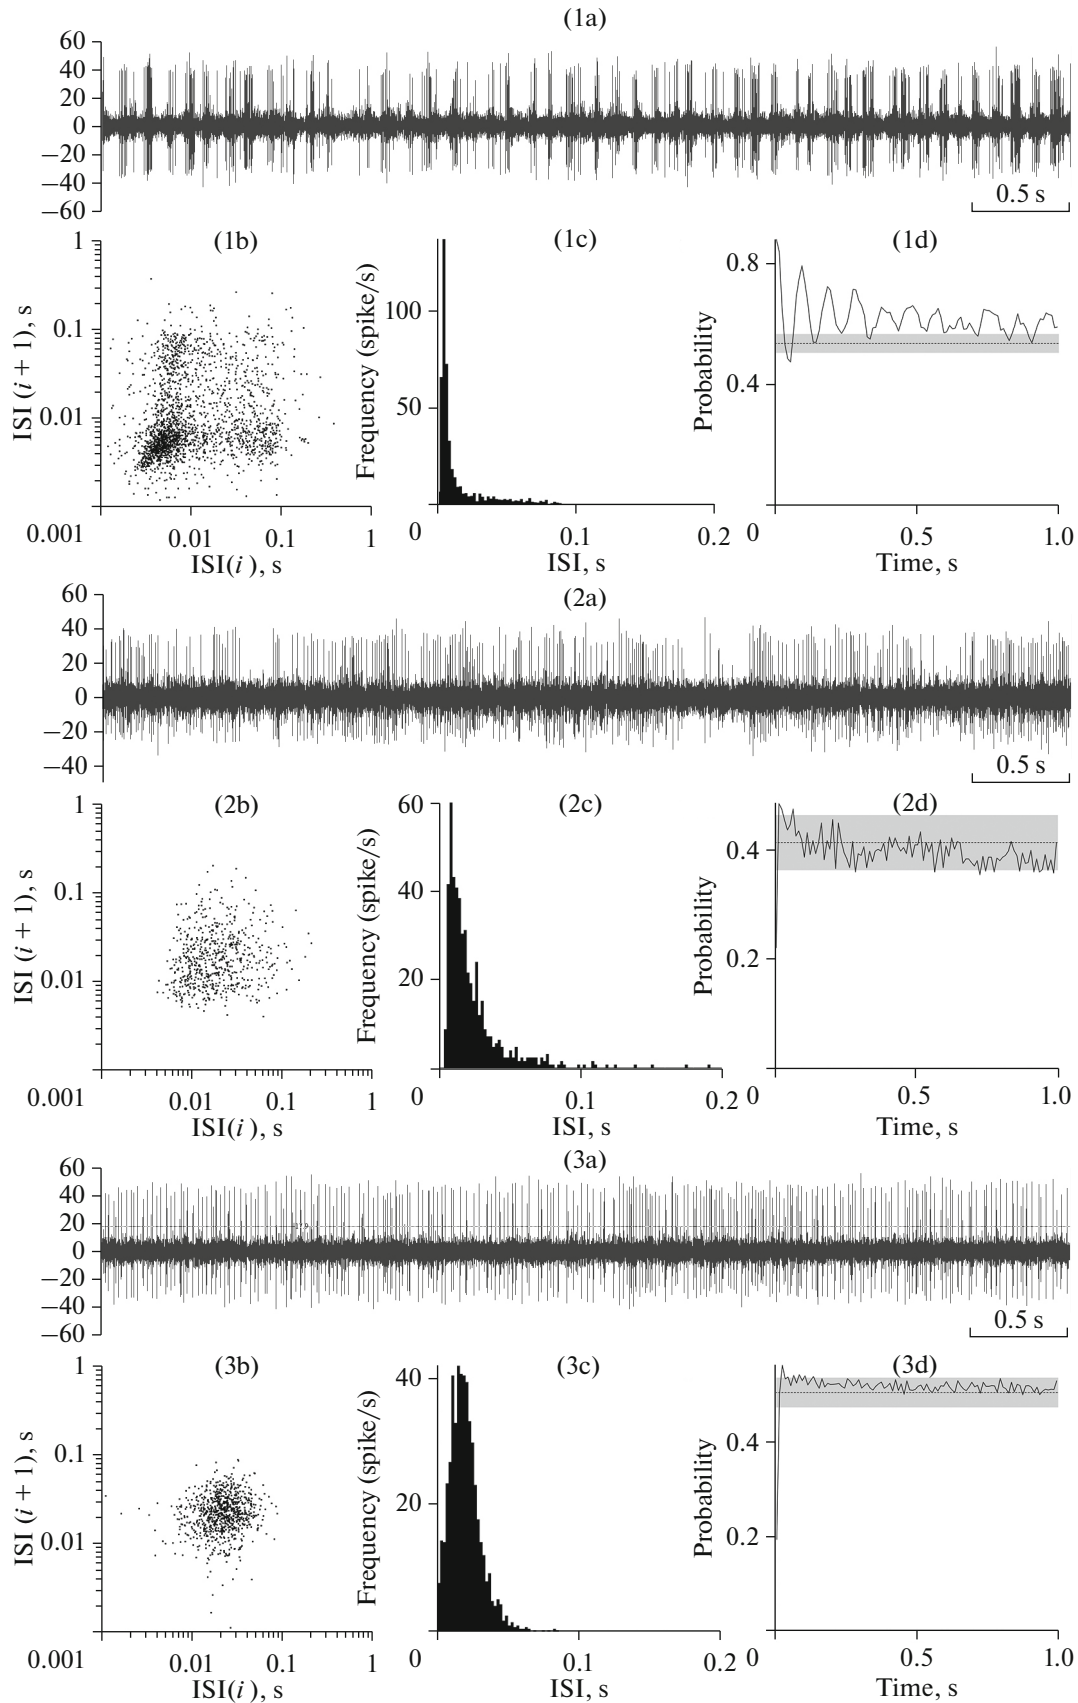 (1a)
60
40
20
0
−20
−40
−60
0.5 s
(1b)
1
0.1
0.01
0.001
ISI (i + 1), s
0.01
0.1
1
ISI(i), s
(1c)
Frequency (spike/s)
100
50
0
0.1
0.2
ISI, s
(1d)
Probability
0.8
0.4
0
0.5
1.0
Time, s
(2a)
60
40
20
0
−20
−40
0.5 s
(2b)
1
0.1
0.01
0.001
ISI (i + 1), s
0.01
0.1
1
ISI(i), s
(2c)
Frequency (spike/s)
60
40
20
0
0.1
0.2
ISI, s
(2d)
Probability
0.4
0.2
0
0.5
1.0
Time, s
(3a)
60
40
20
0
−20
−40
−60
0.5 s
(3b)
1
0.1
0.01
0.001
ISI (i + 1), s
0.01
0.1
1
ISI(i), s
(3c)
Frequency (spike/s)
40
20
0
0.1
0.2
ISI, s
(3d)
Probability
0.4
0.2
0
0.5
1.0
Time, s